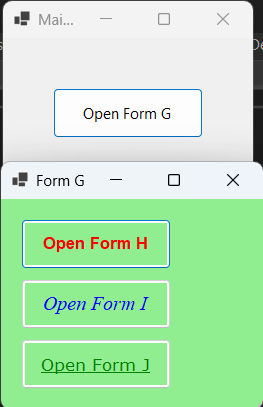 Mai...
Open Form G
Form G
Open Form H
Open Form I
Open Form J